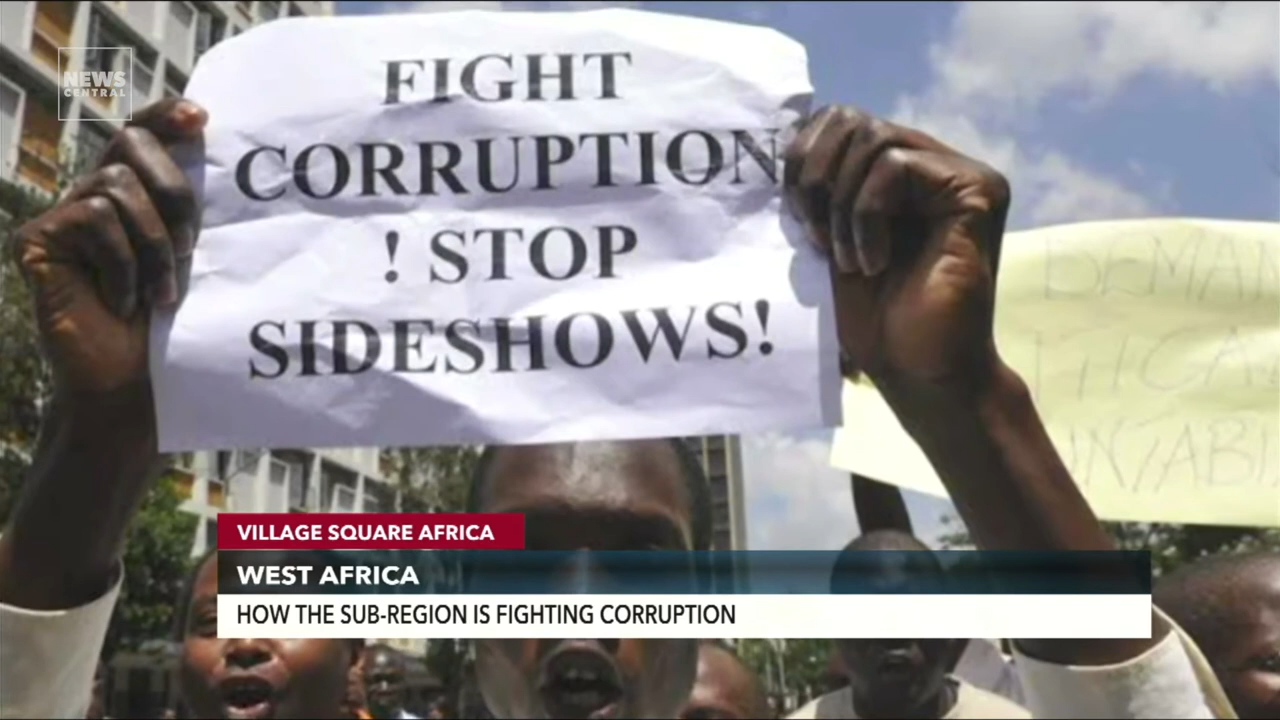 NEWS
CENTRAL
FIGHT
CORRUPTION
! STOP
SIDESHOWS!
VILLAGE SQUARE AFRICA
WEST AFRICA
HOW THE SUB-REGION IS FIGHTING CORRUPTION